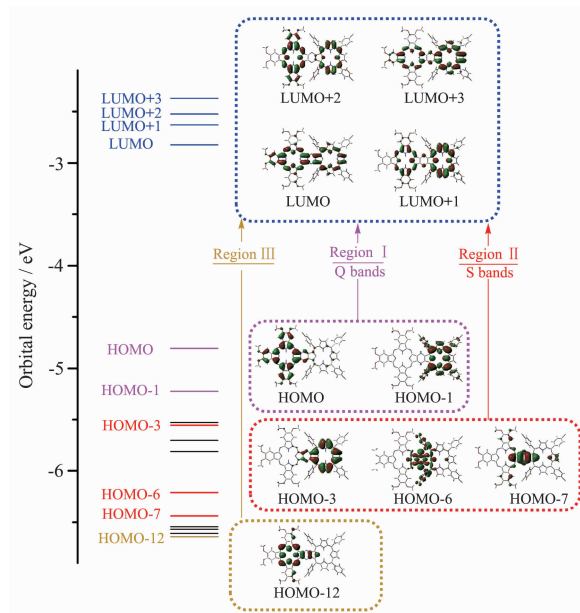 LUMO+2
LUMO+3
LUMO
LUMO+1
LUMO+3
LUMO+2
LUMO+1
LUMO
-3
-4
-5
-6
Orbital energy / eV
Region III
Region I
Q bands
Region II
S bands
HOMO
HOMO-1
HOMO-3
HOMO-6
HOMO-7
HOMO-12
HOMO
HOMO-1
HOMO-3
HOMO-6
HOMO-7
HOMO-12